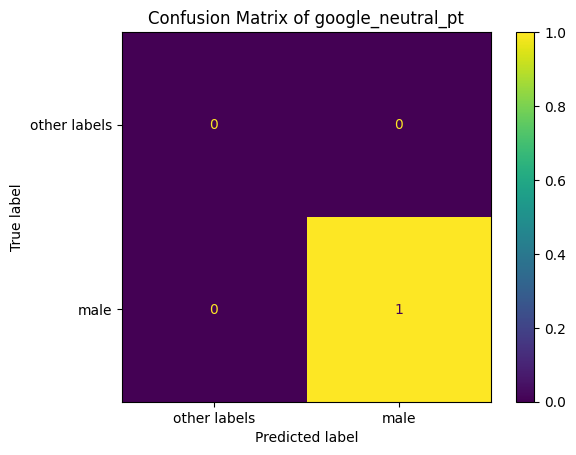 Confusion Matrix of google_neutral_pt
True label
other labels
0 0
male
0 1
other labels male
Predicted label
1.0
0.8
0.6
0.4
0.2
0.0